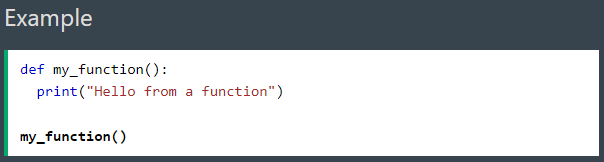 Example
def my_function():
  print("Hello from a function")
my_function()